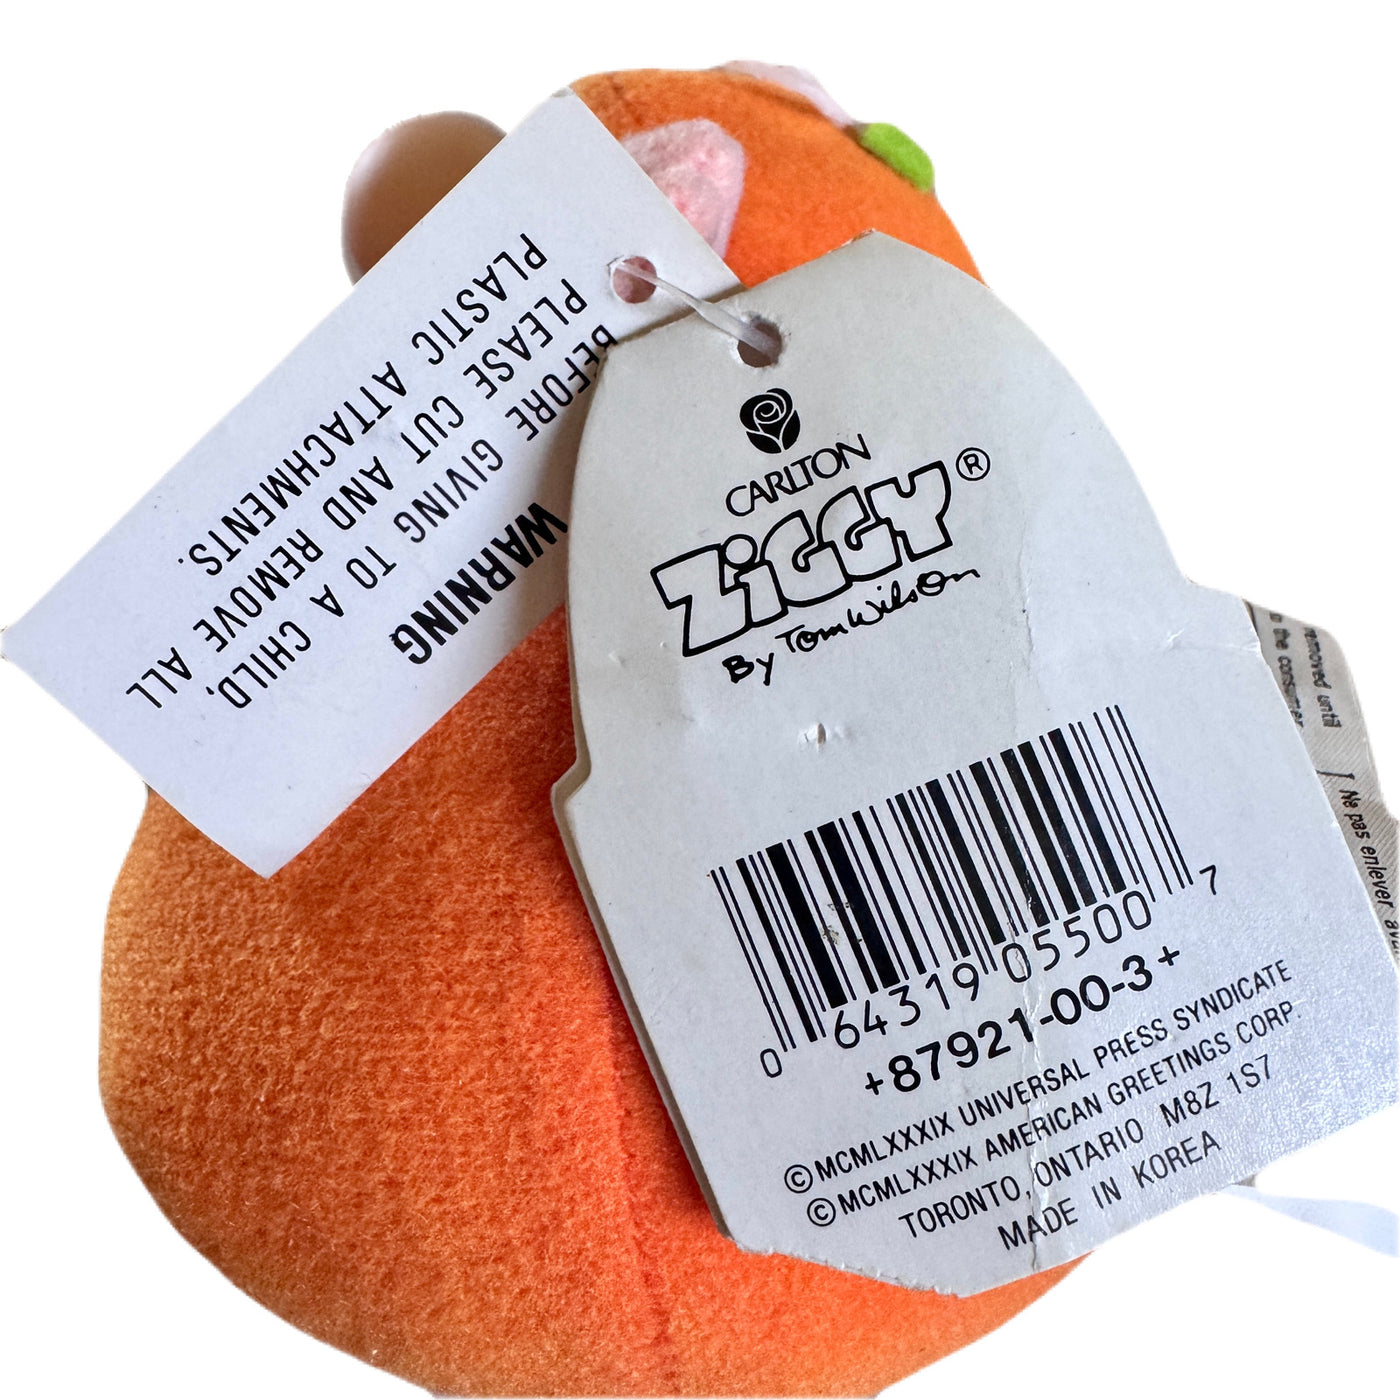 WARNING
BEFORE GIVING TO A CHILD,
PLEASE CUT AND REMOVE ALL
PLASTIC ATTACHMENTS.
CARLTON
ZiGGY®
By Tom Wilson
0 64319 05500 7
+87921-00-3+
© MCMLXXXIX UNIVERSAL PRESS SYNDICATE
© MCMLXXXIX AMERICAN GREETINGS CORP.
TORONTO, ONTARIO M8Z 1S7
MADE IN KOREA
removed until
the consumer
Ne pas enlever